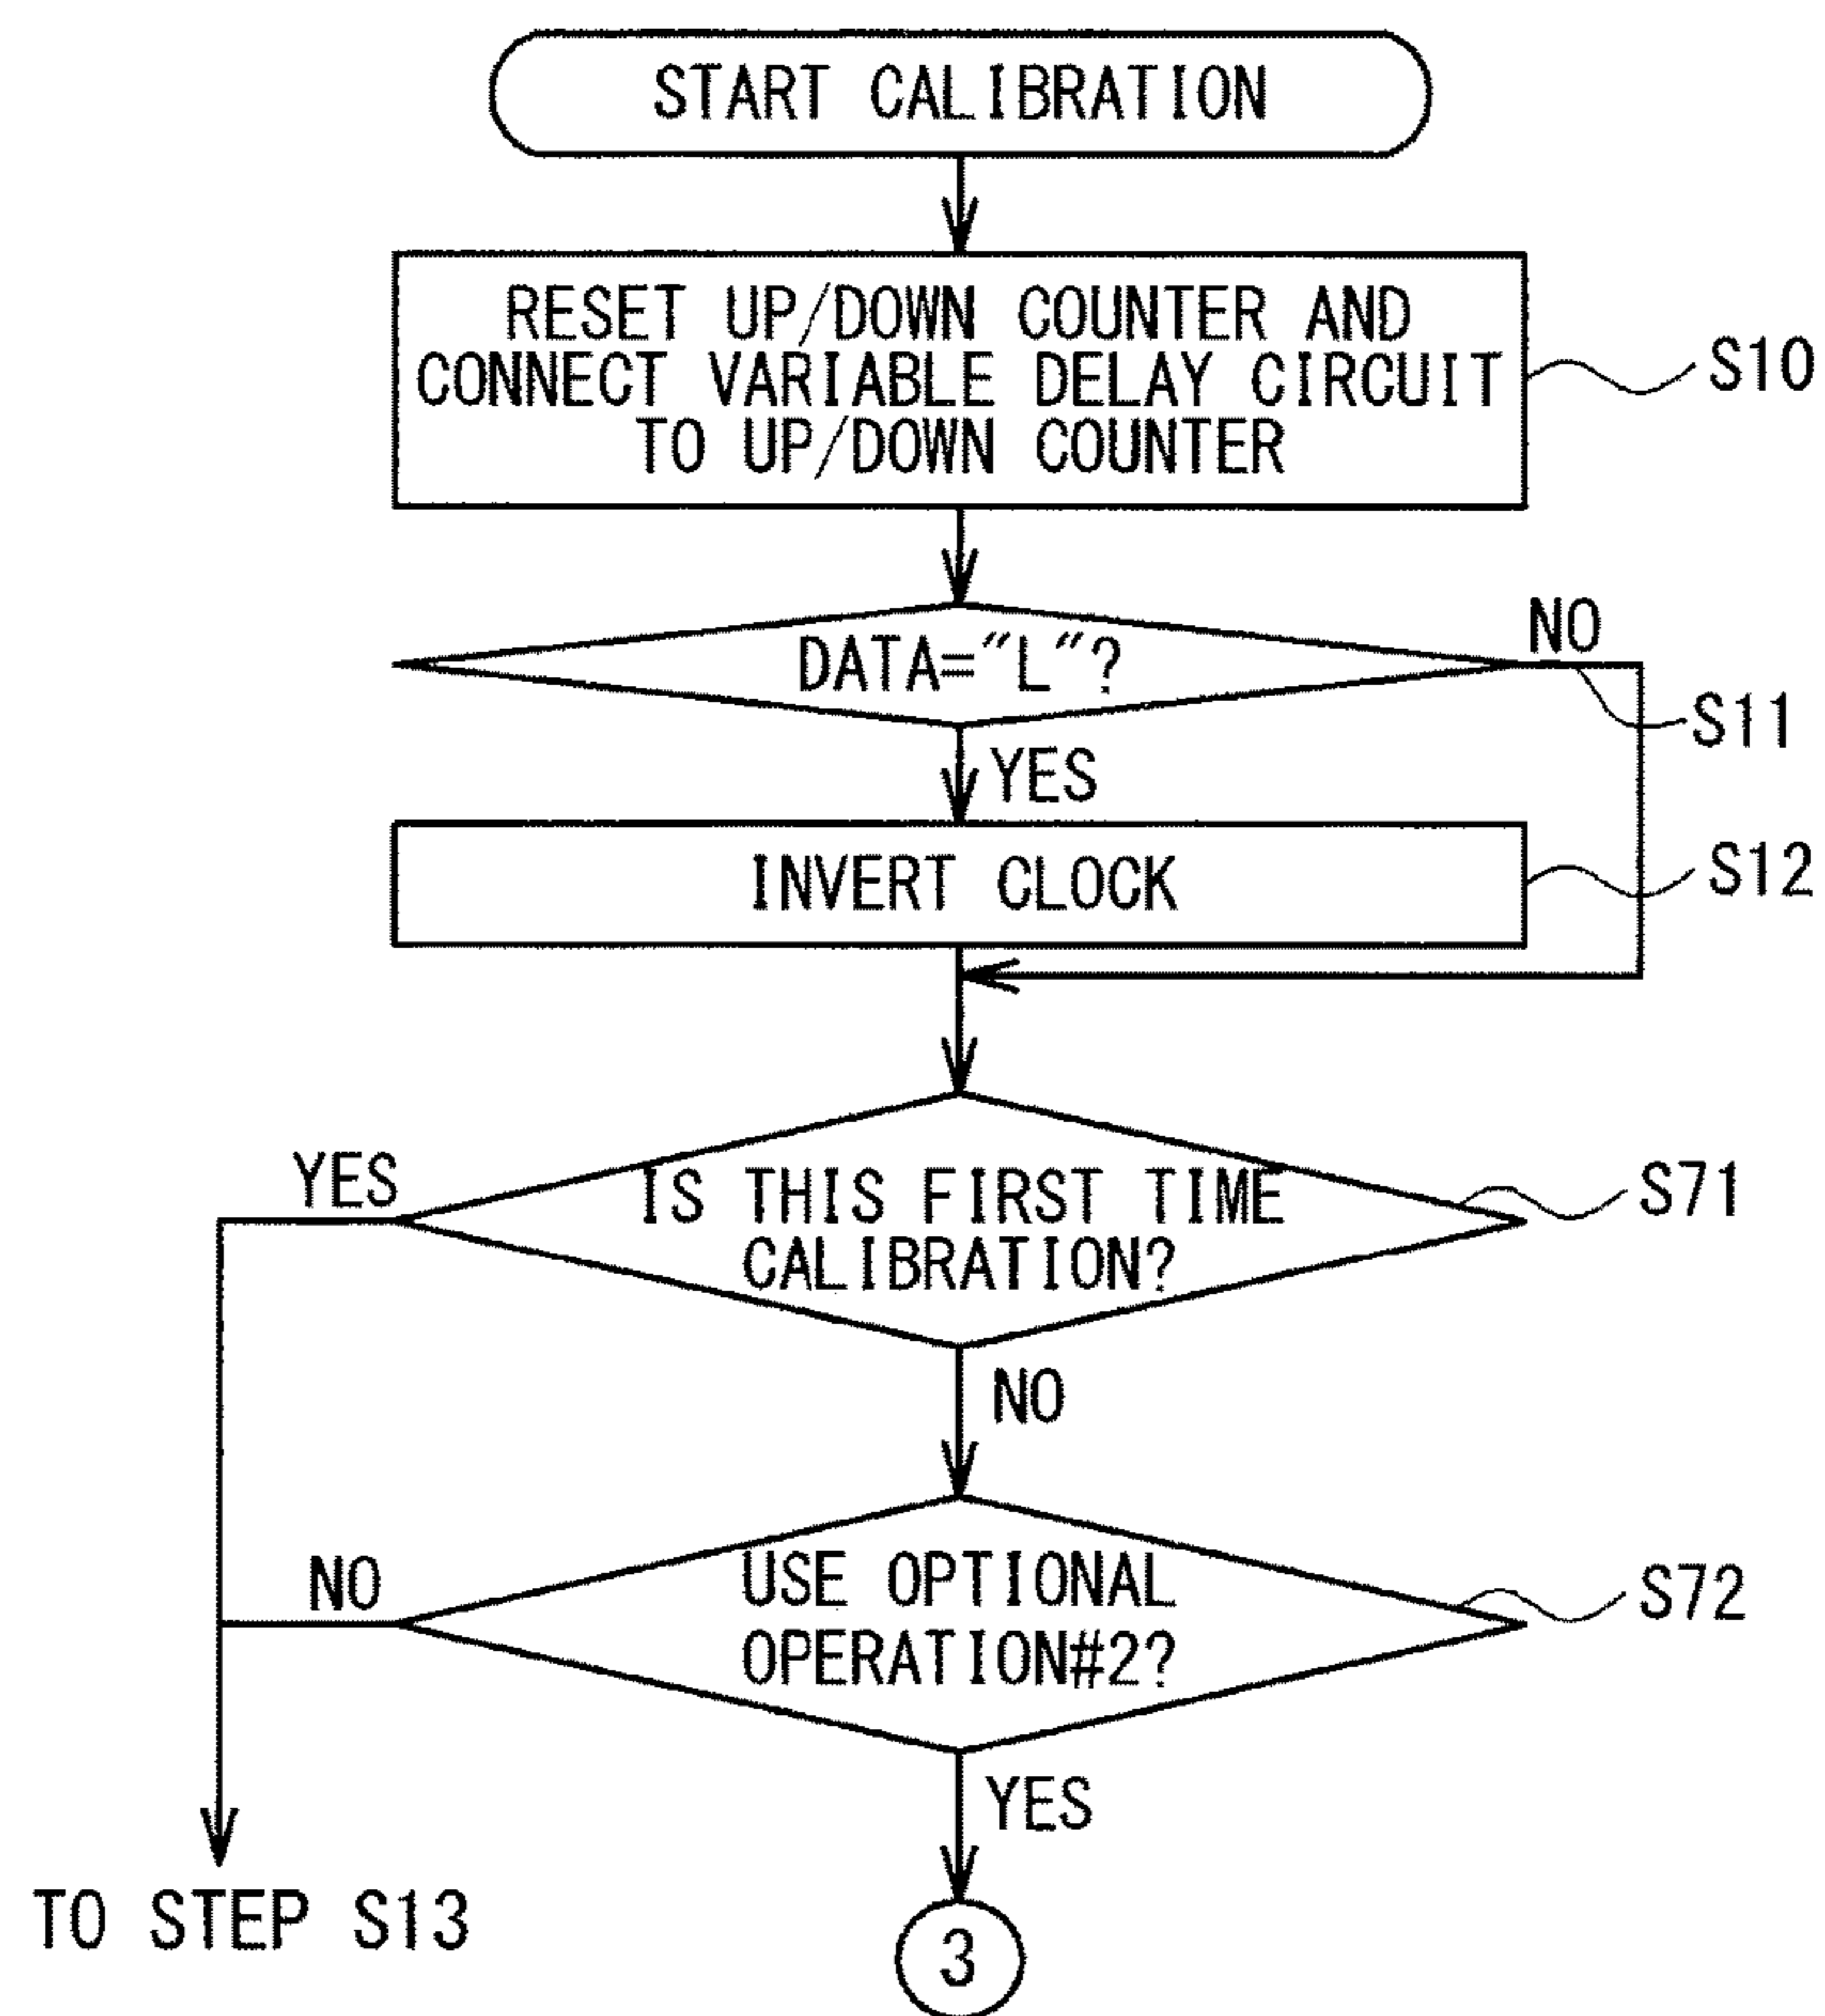 START CALIBRATION
RESET UP/DOWN COUNTER AND
CONNECT VARIABLE DELAY CIRCUIT
TO UP/DOWN COUNTER
S10
DATA="L"?
NO
S11
YES
INVERT CLOCK
S12
YES
IS THIS FIRST TIME
CALIBRATION?
S71
NO
NO
USE OPTIONAL
OPERATION#2?
S72
YES
TO STEP S13
3